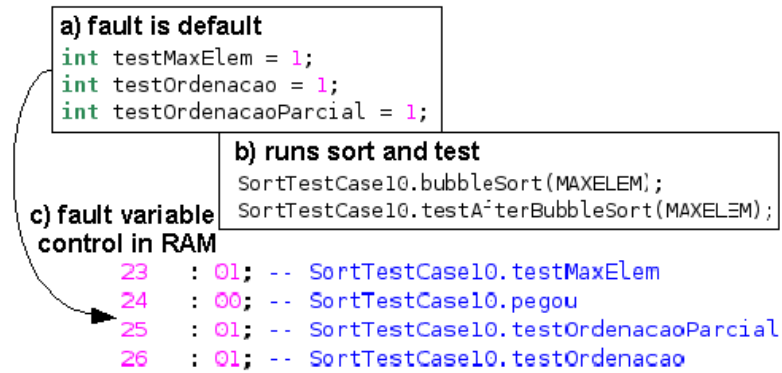 a) fault is default
int testMaxElem = 1;
int testOrdenacao = 1;
int testOrdenacaoParcial = 1;
b) runs sort and test
SortTestCase10.bubbleSort(MAXELEM);
SortTestCase10.testAfterBubbleSort(MAXELEM);
c) fault variable
control in RAM
23 : 01; -- SortTestCase10.testMaxElem
24 : 00; -- SortTestCase10.pegou
25 : 01; -- SortTestCase10.testOrdenacaoParcial
26 : 01; -- SortTestCase10.testOrdenacao